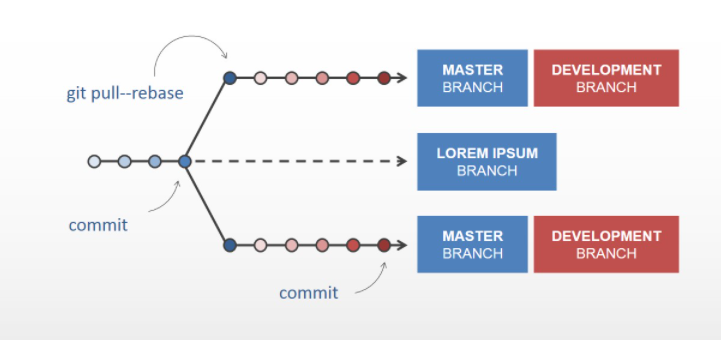 MASTER
BRANCH
DEVELOPMENT
BRANCH
git pull--rebase
LOREM IPSUM
BRANCH
commit
MASTER
BRANCH
DEVELOPMENT
BRANCH
commit